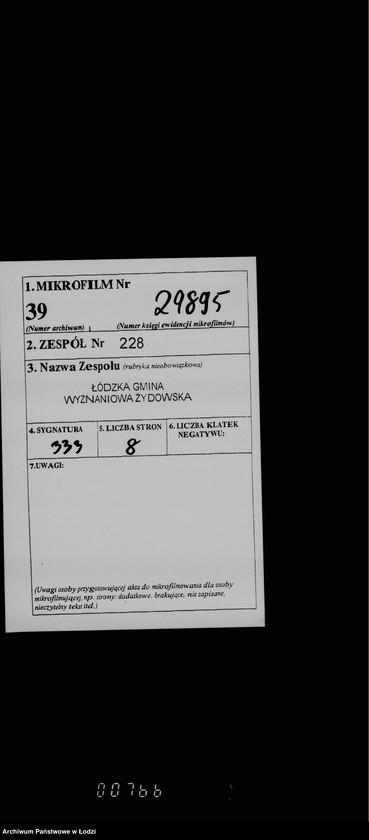 1. MIKROFILM Nr
39 29895
(Numer archiwum) (Numer księgi ewidencji mikrofilmów)
2. ZESPÓŁ Nr 228
3. Nazwa Zespołu (rubryka nieobowiązkowa)
ŁÓDZKA GMINA
WYZNANIOWA ŻYDOWSKA
4. SYGNATURA 5. LICZBA STRON 6. LICZBA KLATEK
NEGATYWU:
333 8
7.UWAGI:
(Uwagi osoby przygotowującej akta do mikrofilmowania dla osoby
mikrofilmującej, np. strony: dodatkowe, brakujące, nie zapisane,
nieczytelny tekst itd.)
00766
Archiwum Państwowe w Łodzi